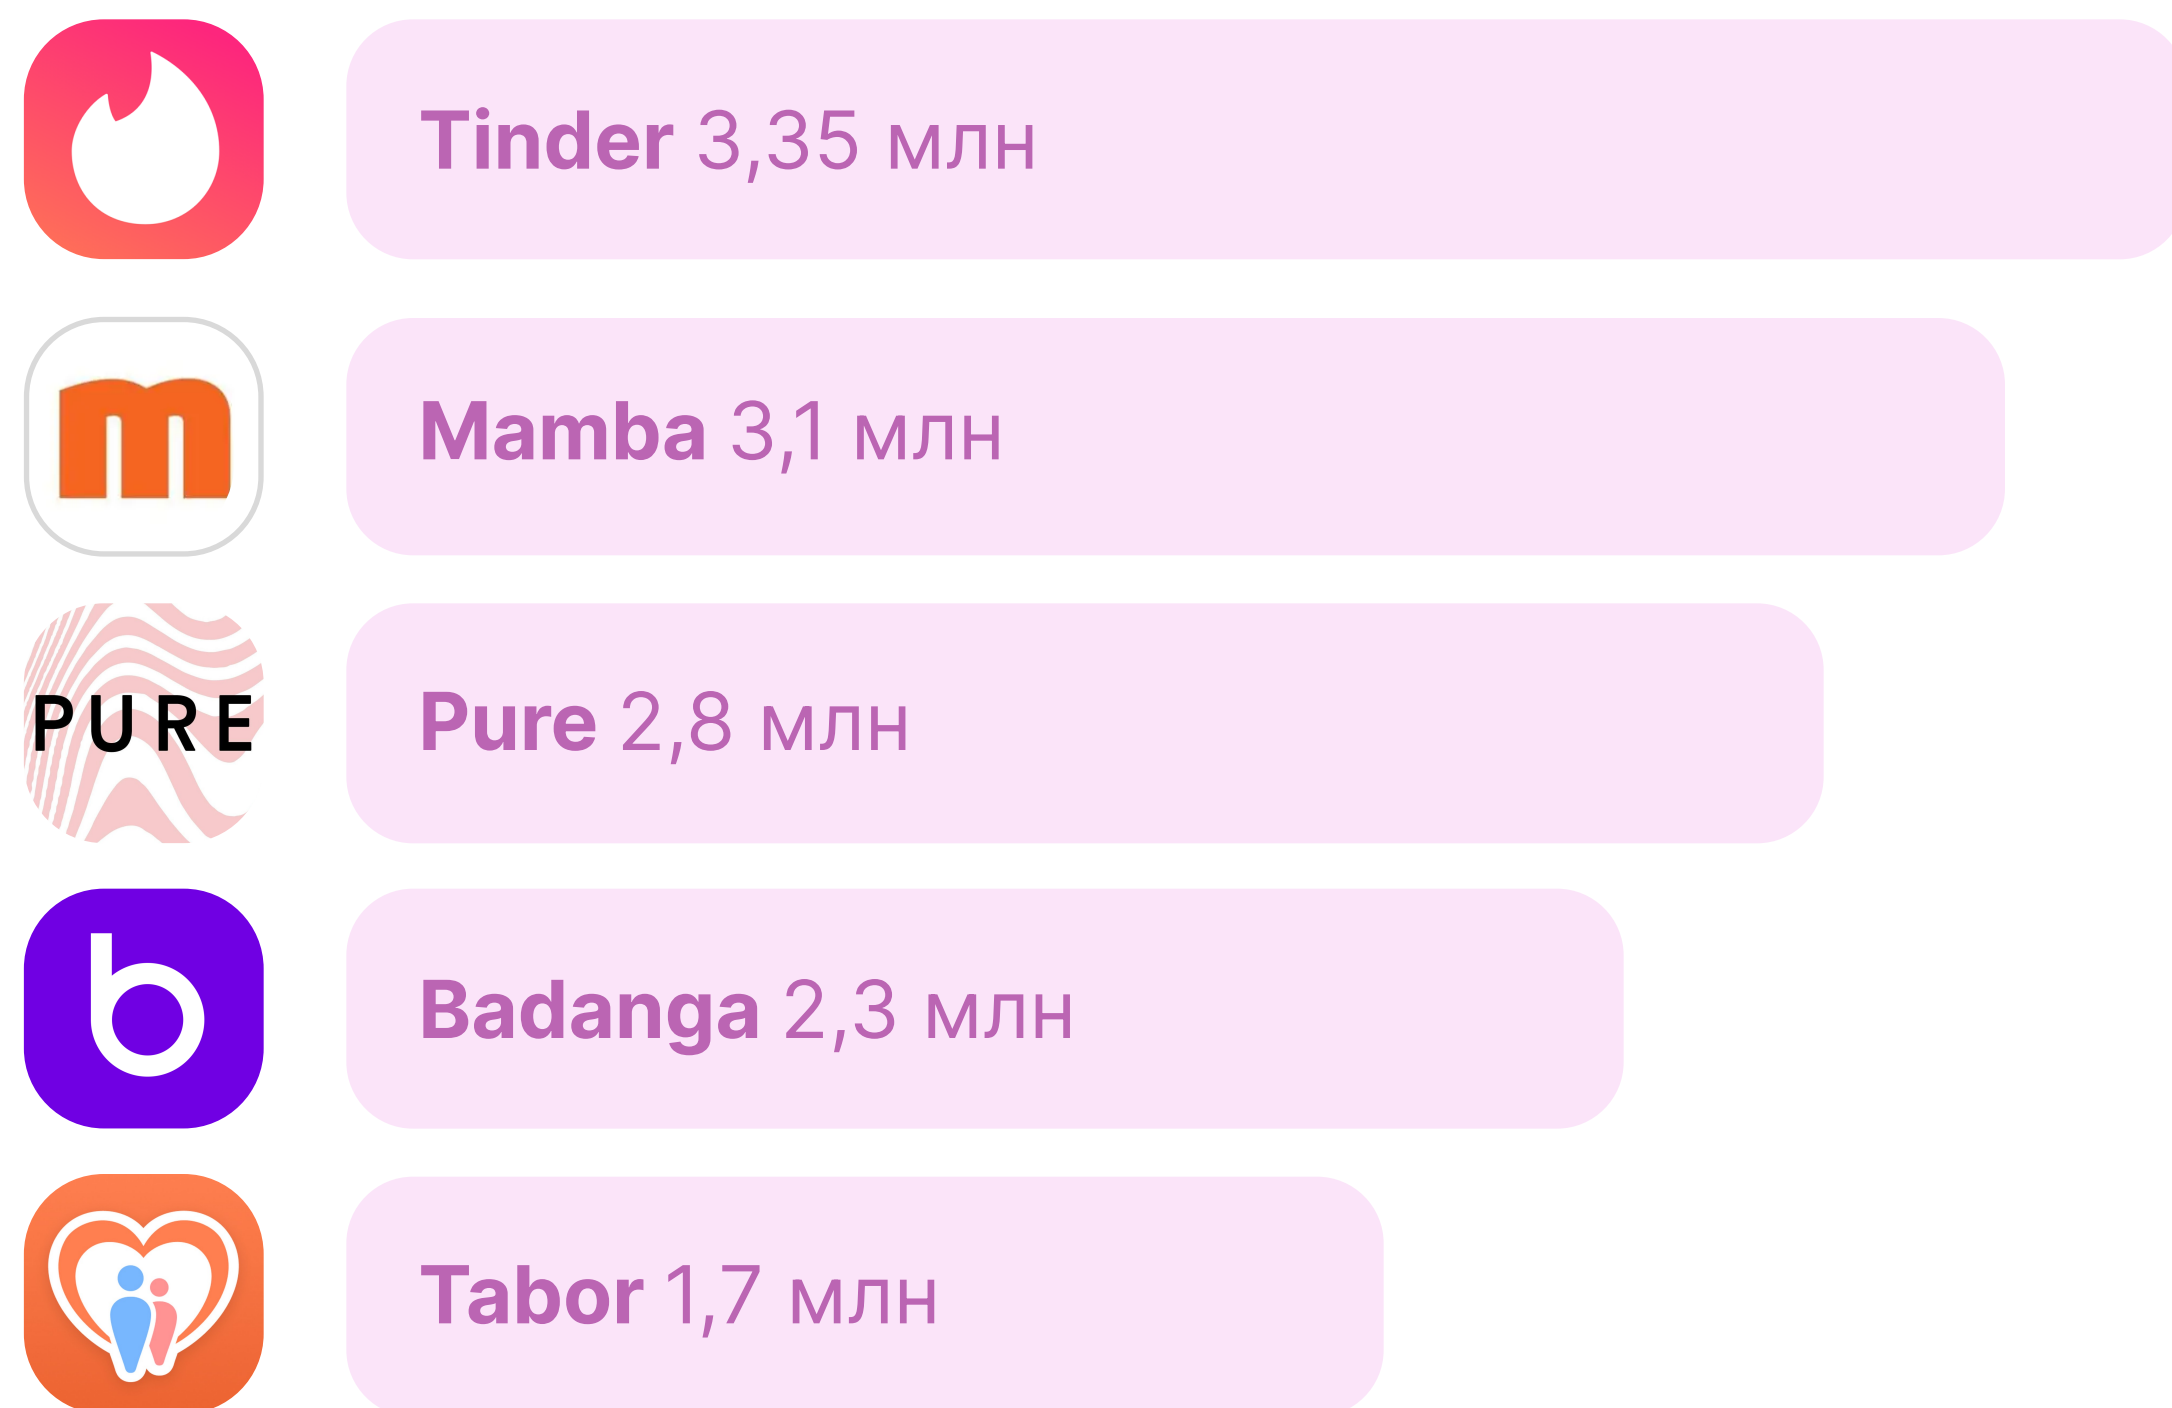 Tinder 3,35 млн
Mamba 3,1 млн
PURE
Pure 2,8 млн
Badanga 2,3 млн
Tabor 1,7 млн